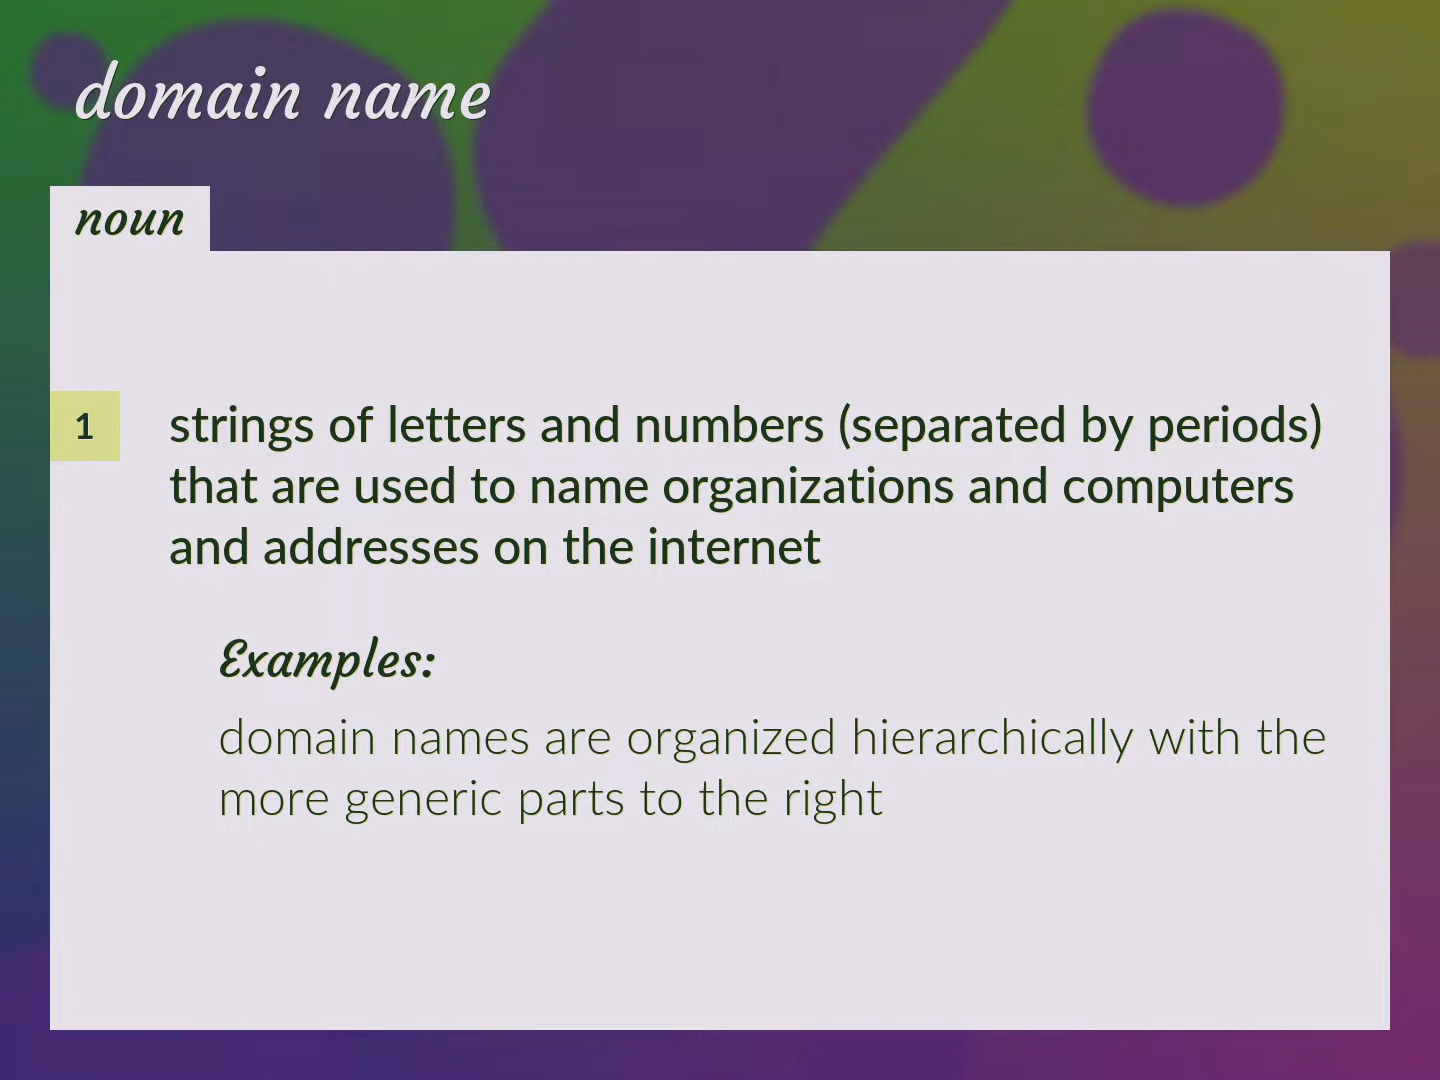 domain name
noun
1
strings of letters and numbers (separated by periods)
that are used to name organizations and computers
and addresses on the internet
Examples:
domain names are organized hierarchically with the
more generic parts to the right